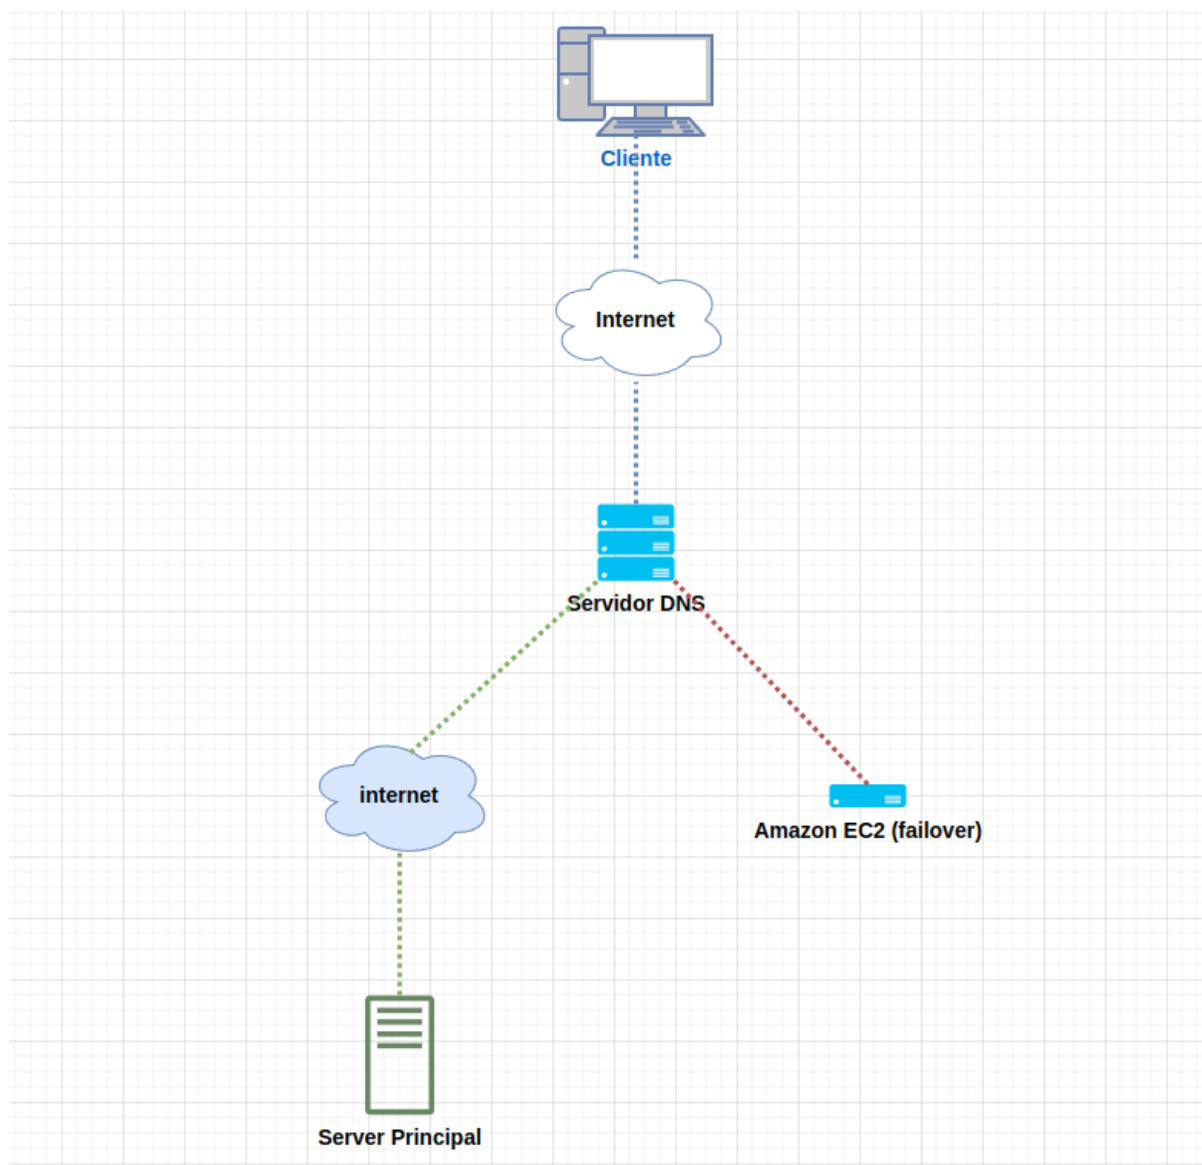 Cliente
Internet
Servidor DNS
internet
Amazon EC2 (failover)
Server Principal